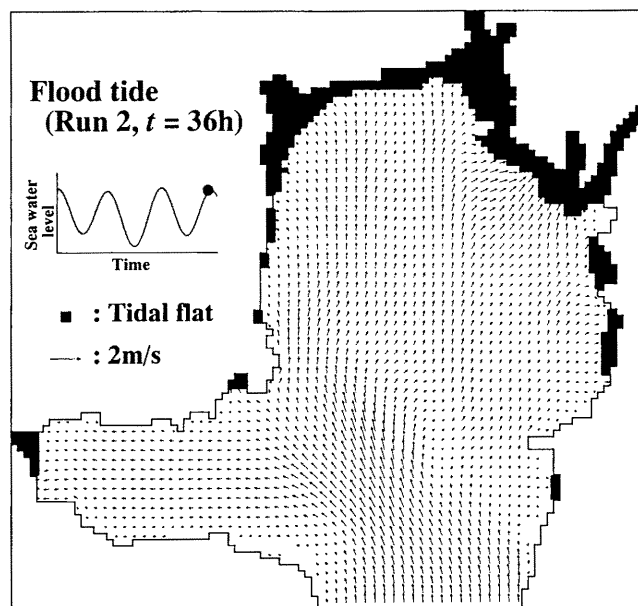 Flood tide
(Run 2, t = 36h)
Sea water
level
Time
: Tidal flat
: 2m/s